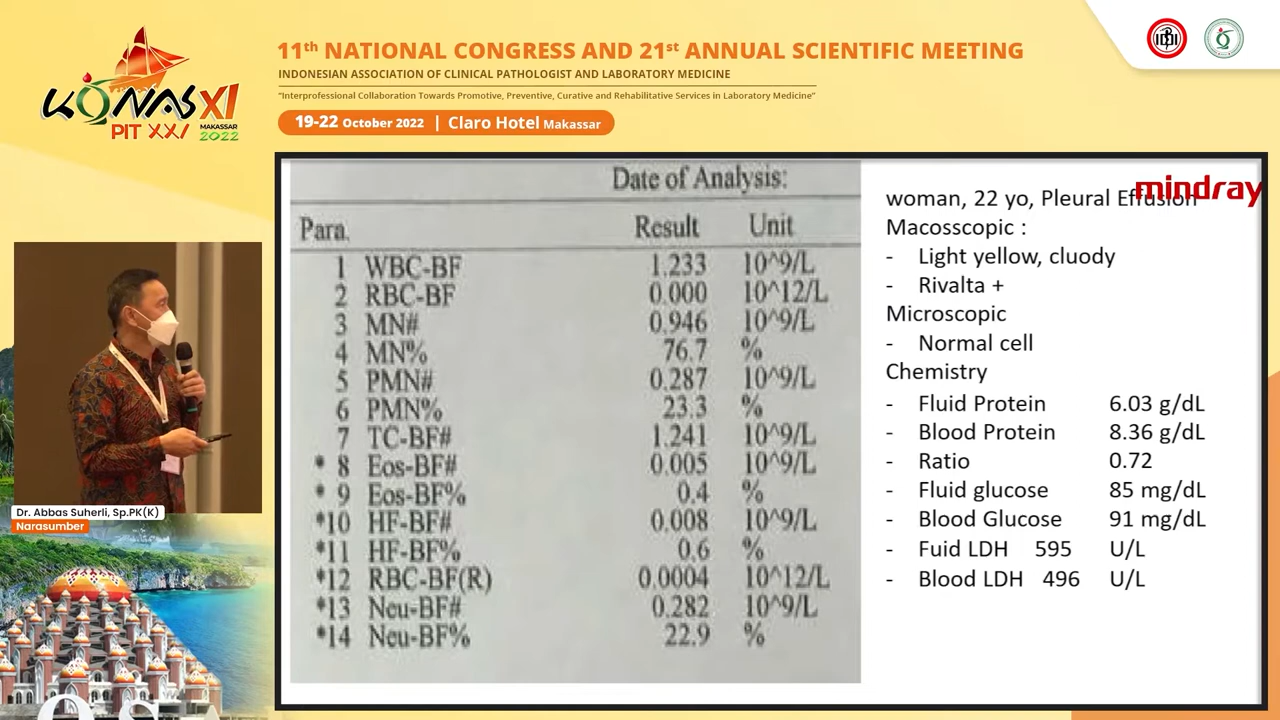 11th NATIONAL CONGRESS AND 21st ANNUAL SCIENTIFIC MEETING
INDONESIAN ASSOCIATION OF CLINICAL PATHOLOGIST AND LABORATORY MEDICINE
"Interprofessional Collaboration Towards Promotive, Preventive, Curative and Rehabilitative Services in Laboratory Medicine"
19-22 October 2022 | Claro Hotel Makassar
KONAS XI
PIT XXI MAKASSAR 2022
IDI
mindray
Date of Analysis:
Para. Result Unit
1 WBC-BF 1.233 10^9/L
2 RBC-BF 0.000 10^12/L
3 MN# 0.946 10^9/L
4 MN% 76.7 %
5 PMN# 0.287 10^9/L
6 PMN% 23.3 %
7 TC-BF# 1.241 10^9/L
* 8 Eos-BF# 0.005 10^9/L
* 9 Eos-BF% 0.4 %
*10 HF-BF# 0.008 10^9/L
*11 HF-BF% 0.6 %
*12 RBC-BF(R) 0.0004 10^12/L
*13 Neu-BF# 0.282 10^9/L
*14 Neu-BF% 22.9 %
woman, 22 yo, Pleural Effusion
Macosscopic :
- Light yellow, cluody
- Rivalta +
Microscopic
- Normal cell
Chemistry
- Fluid Protein 6.03 g/dL
- Blood Protein 8.36 g/dL
- Ratio 0.72
- Fluid glucose 85 mg/dL
- Blood Glucose 91 mg/dL
- Fuid LDH 595 U/L
- Blood LDH 496 U/L
Dr. Abbas Suherli, Sp.PK(K)
Narasumber